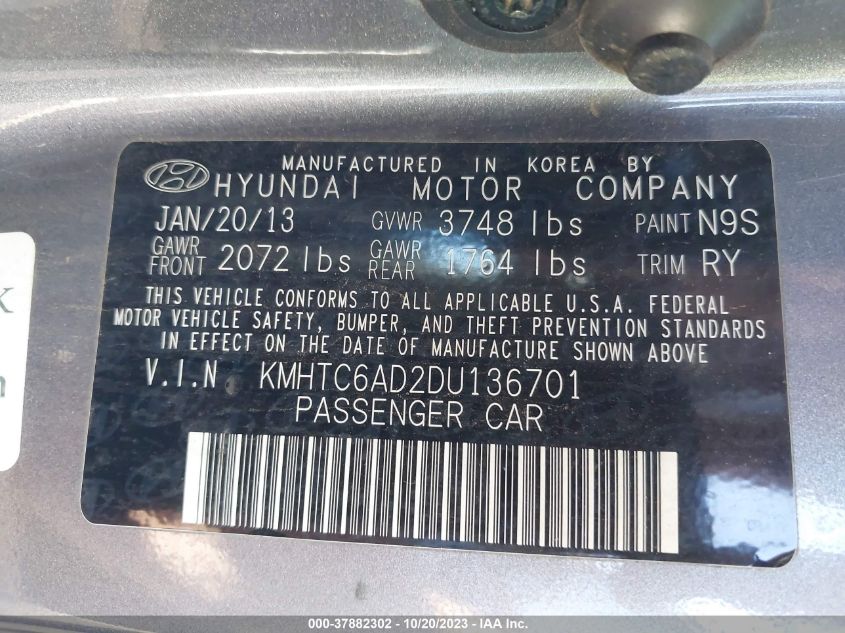 MANUFACTURED IN KOREA BY
HYUNDAI MOTOR COMPANY
JAN/20/13 GVWR 3748 lbs PAINT N9S
GAWR FRONT 2072 lbs GAWR REAR 1764 lbs TRIM RY
THIS VEHICLE CONFORMS TO ALL APPLICABLE U.S.A. FEDERAL
MOTOR VEHICLE SAFETY, BUMPER, AND THEFT PREVENTION STANDARDS
IN EFFECT ON THE DATE OF MANUFACTURE SHOWN ABOVE
V.I.N KMHTC6AD2DU136701
PASSENGER CAR
000-37882302 - 10/20/2023 - IAA Inc.